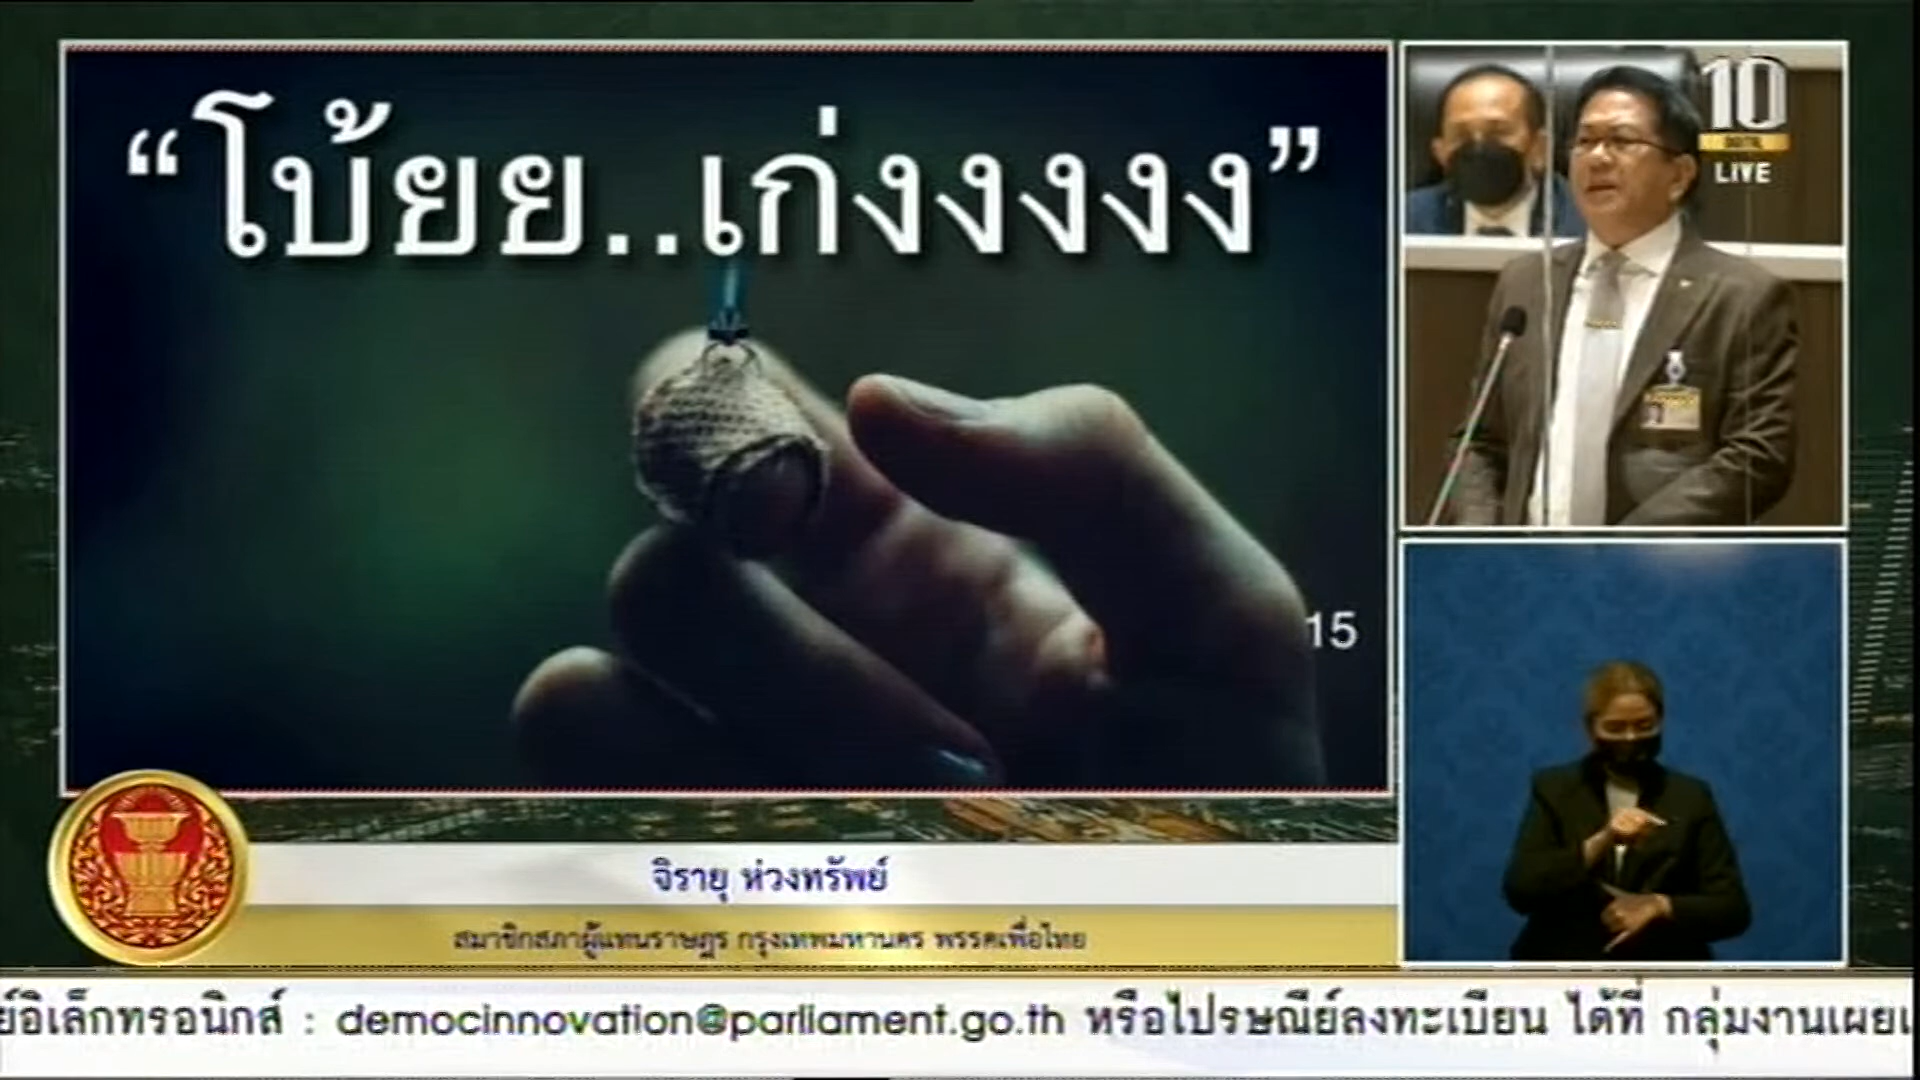 “โบ้ยย..เก่งงงงง”
10
DIGITAL
LIVE
15
จิรายุ ห่วงทรัพย์
สมาชิกสภาผู้แทนราษฎร กรุงเทพมหานคร พรรคเพื่อไทย
ย์อิเล็กทรอนิกส์ : democinnovation@parliament.go.th หรือไปรษณีย์ลงทะเบียน ได้ที่ กลุ่มงานเผยแ